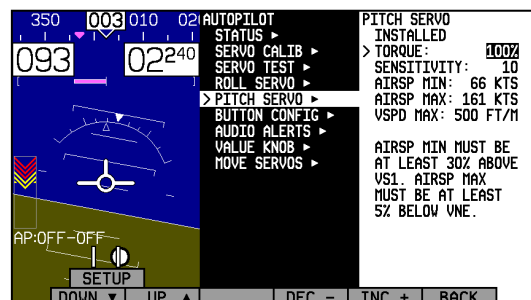 350 003 010 02
093
02240
AP:OFF-OFF
AUTOPILOT
STATUS ►
SERVO CALIB ►
SERVO TEST ►
ROLL SERVO ►
>PITCH SERVO ►
BUTTON CONFIG ►
AUDIO ALERTS ►
VALUE KNOB ►
MOVE SERVOS ►
PITCH SERVO
INSTALLED
>TORQUE: 100%
SENSITIVITY: 10
AIRSP MIN: 66 KTS
AIRSP MAX: 161 KTS
VSPD MAX: 500 FT/M
AIRSP MIN MUST BE
AT LEAST 30% ABOVE
VS1. AIRSP MAX
MUST BE AT LEAST
5% BELOW VNE.
SETUP
DOWN ▼ UP ▲ DEC - INC + BACK